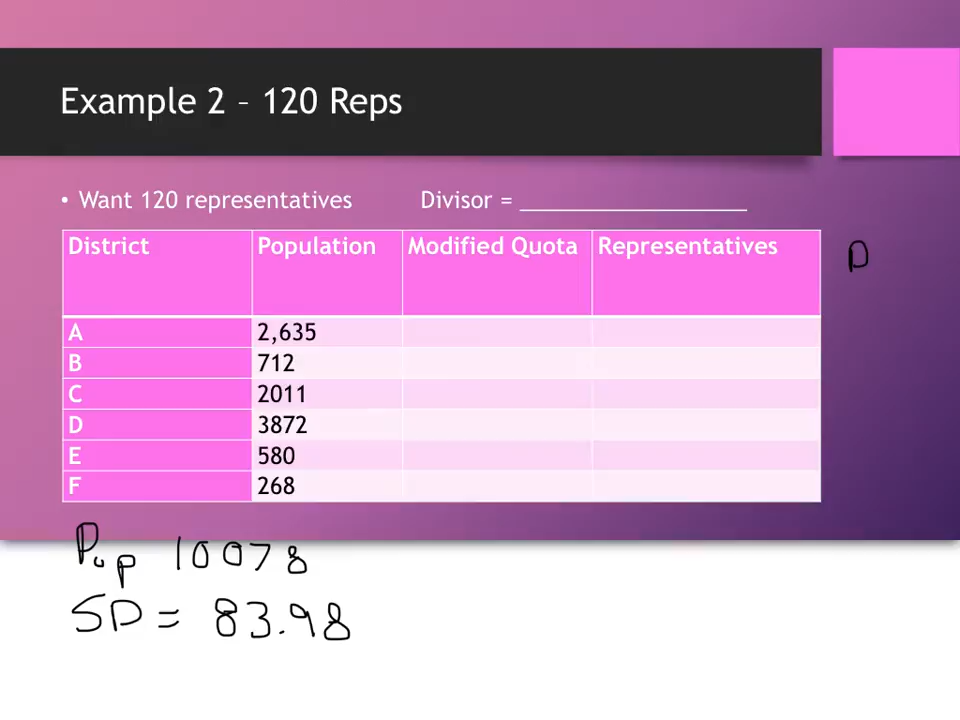 Example 2 – 120 Reps
• Want 120 representatives Divisor = ___________________
District Population Modified Quota Representatives
A 2,635
B 712
C 2011
D 3872
E 580
F 268
D
Pop 10078
SD = 83.98